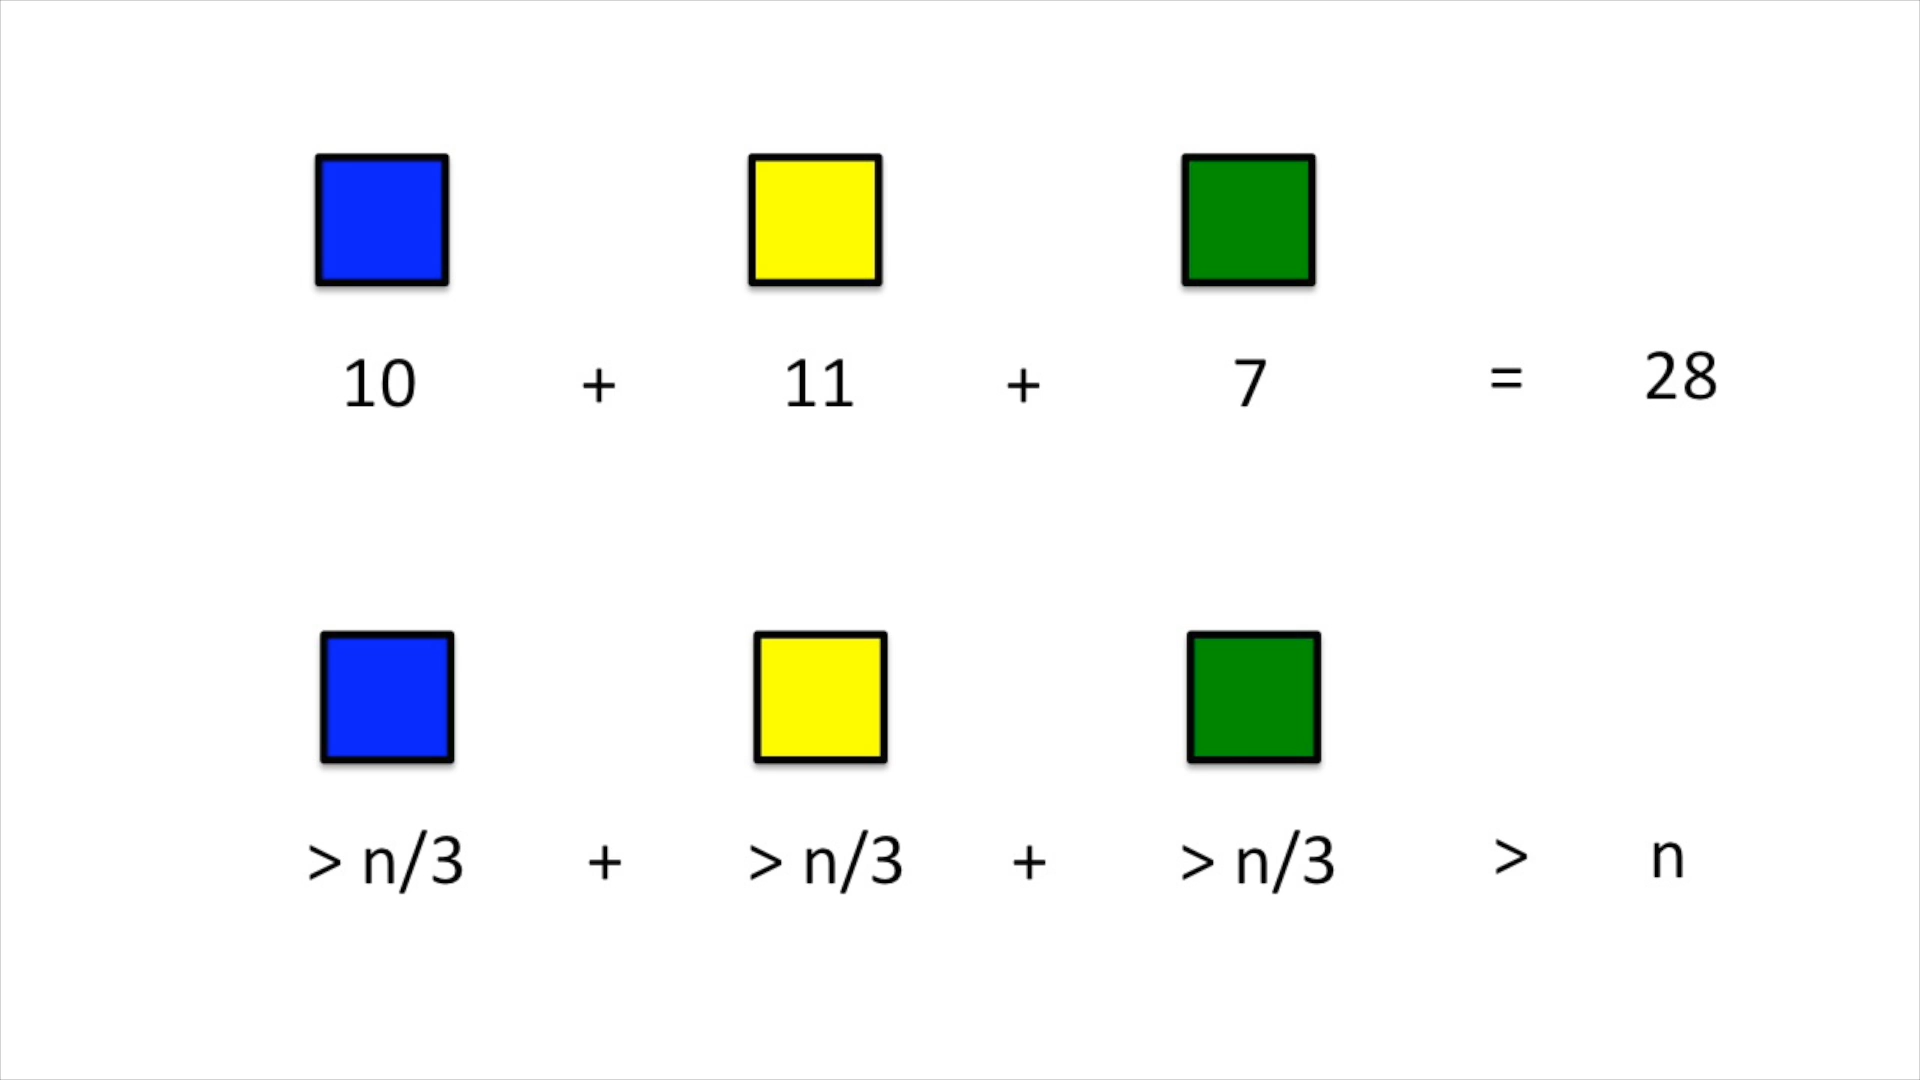 10 + 11 + 7 = 28
> n/3 + > n/3 + > n/3 > n